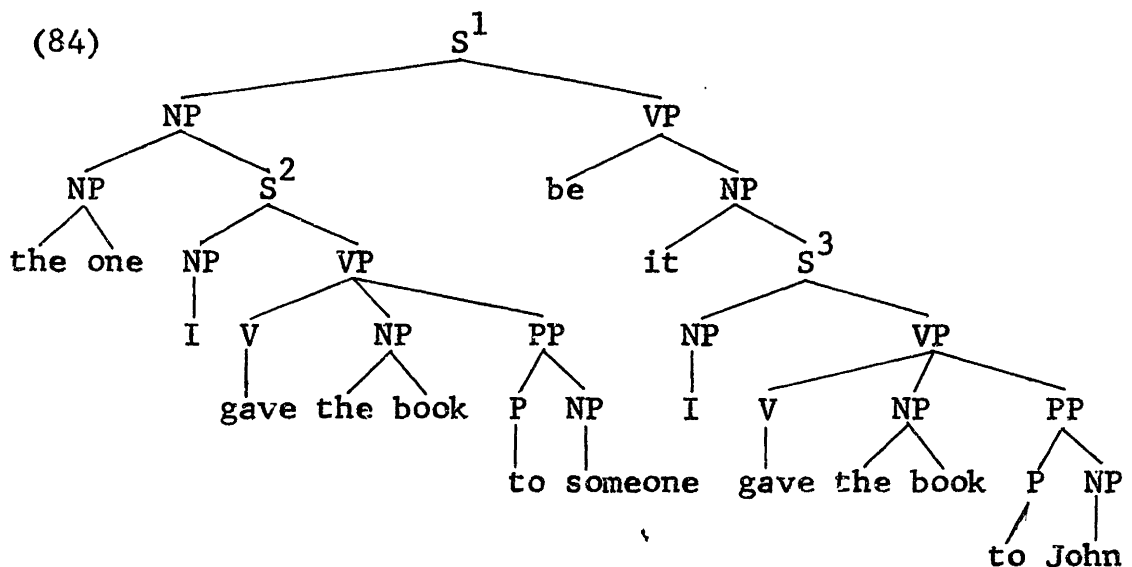 (84) S1
NP VP
NP S2 be NP
the one NP VP it S3
I V NP PP NP VP
gave the book P NP I V NP PP
to someone gave the book P NP
to John